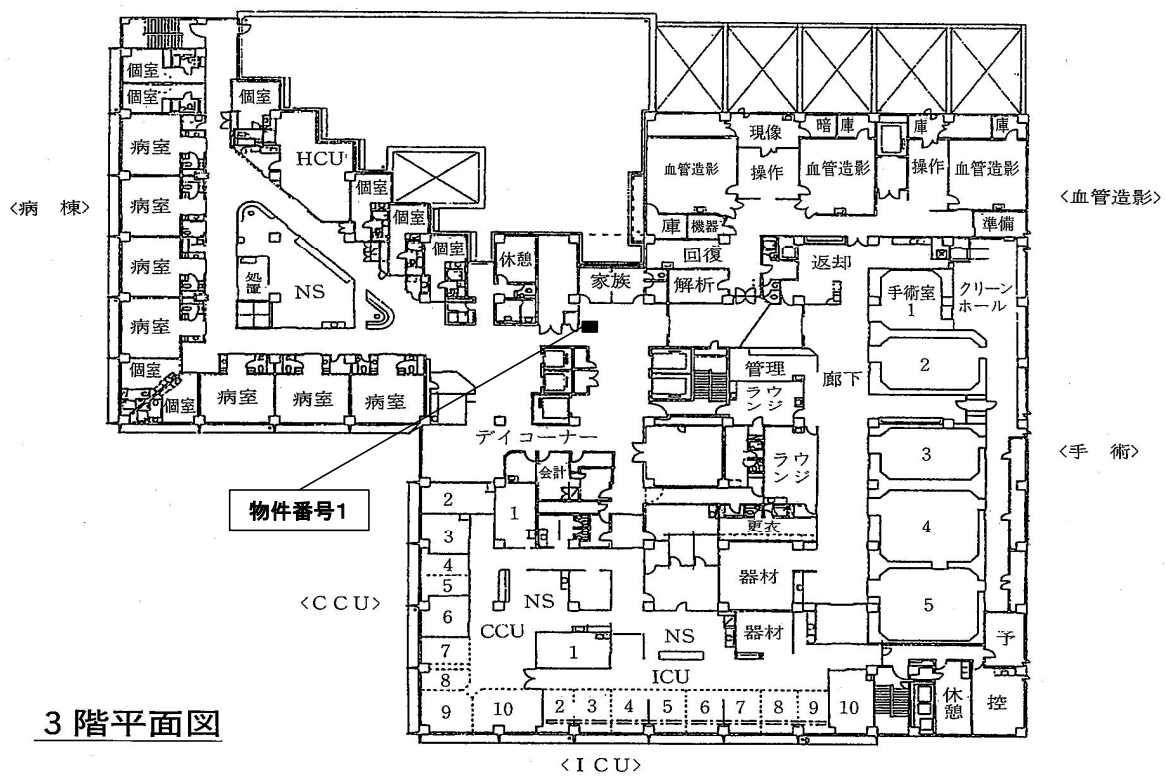 個室
個室
個室
病室
HCU
病室
個室
個室
病室
処置
NS
個室
休憩
病室
個室
個室
病室
病室
病室
<病 棟>
現像
暗
庫
庫
庫
血管造影
操作
血管造影
操作
血管造影
庫
機器
準備
<血管造影>
回復
返却
家族
解析
手術室
1
クリーン
ホール
2
管理
ラウンジ
廊下
デイコーナー
会計
ラウンジ
3
<手 術>
物件番号1
2
1
3
更衣
4
4
5
NS
器材
5
<CCU>
6
CCU
NS
器材
7
1
予
8
ICU
9
10
2
3
4
5
6
7
8
9
10
休憩
控
3階平面図
<ICU>